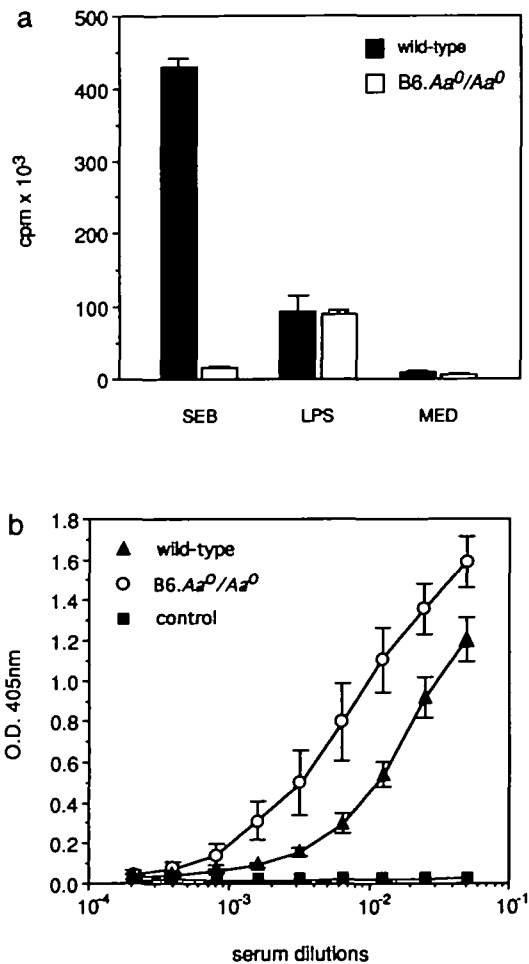 a
500
400
300
200
100
0
cpm x 10³
wild-type
B6.Aa⁰/Aa⁰
SEB LPS MED
b
1.8
1.6
1.4
1.2
1.0
0.8
0.6
0.4
0.2
0.0
O.D. 405nm
wild-type
B6.Aa⁰/Aa⁰
control
10⁻⁴ 10⁻³ 10⁻² 10⁻¹
serum dilutions